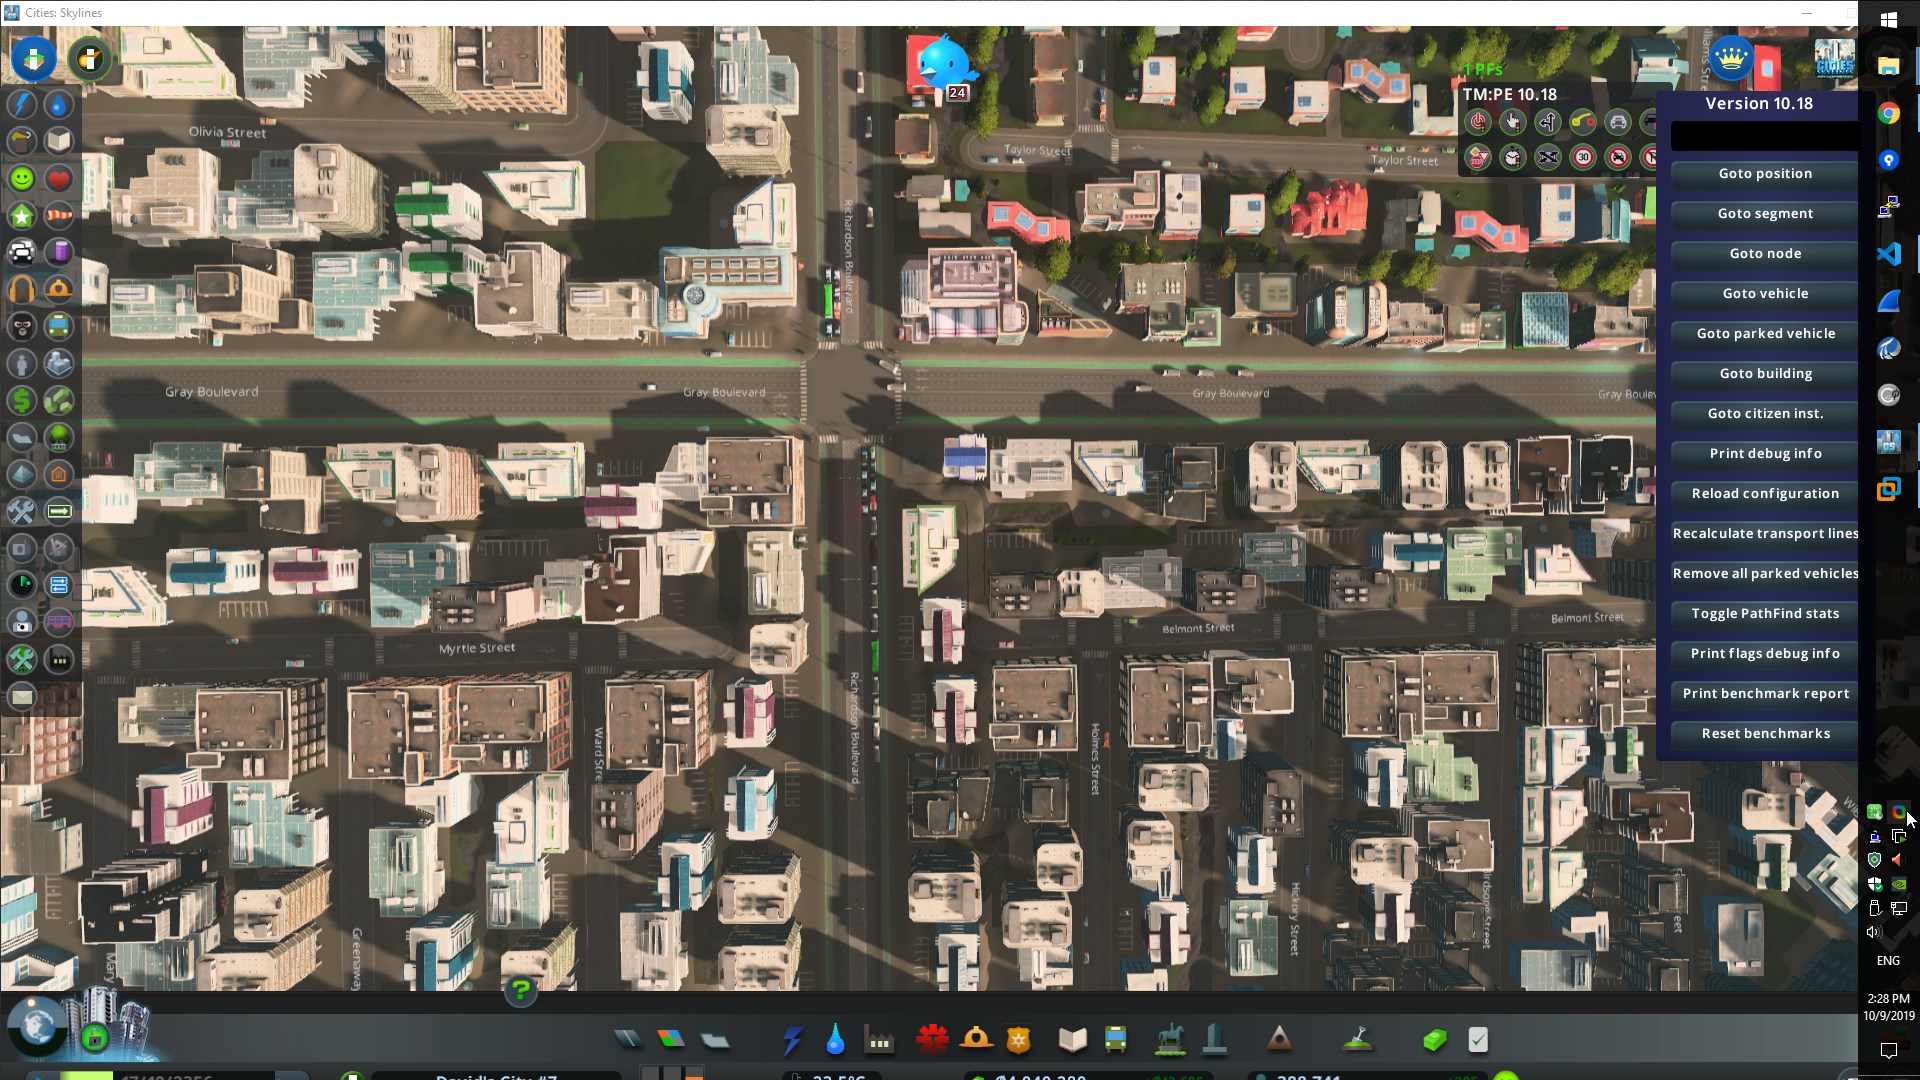 Cities: Skylines
24
1 PFs
TM:PE 10.18
30
STOP
Version 10.18
Goto position
Goto segment
Goto node
Goto vehicle
Goto parked vehicle
Goto building
Goto citizen inst.
Print debug info
Reload configuration
Recalculate transport lines
Remove all parked vehicles
Toggle PathFind stats
Print flags debug info
Print benchmark report
Reset benchmarks
Olivia Street
Taylor Street
Taylor Street
Richardson Boulevard
Gray Boulevard
Gray Boulevard
Gray Boulevard
Gray Boulev
Myrtle Street
Belmont Street
Belmont Street
Richardson Boulevard
Ward Stre
Holmes Street
Hickory Street
Greenaway
Mary
?
ENG
2:28 PM
10/9/2019
David's City #7